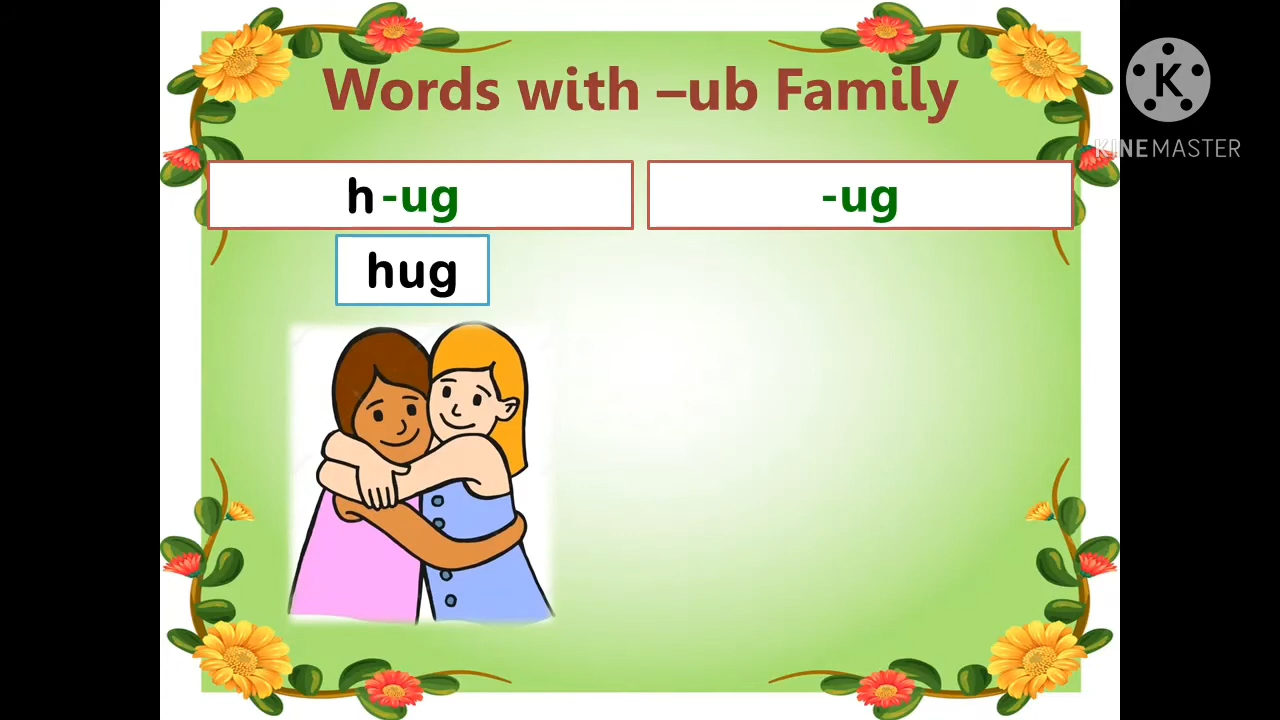 Words with –ub Family
K
KINEMASTER
h -ug
-ug
hug